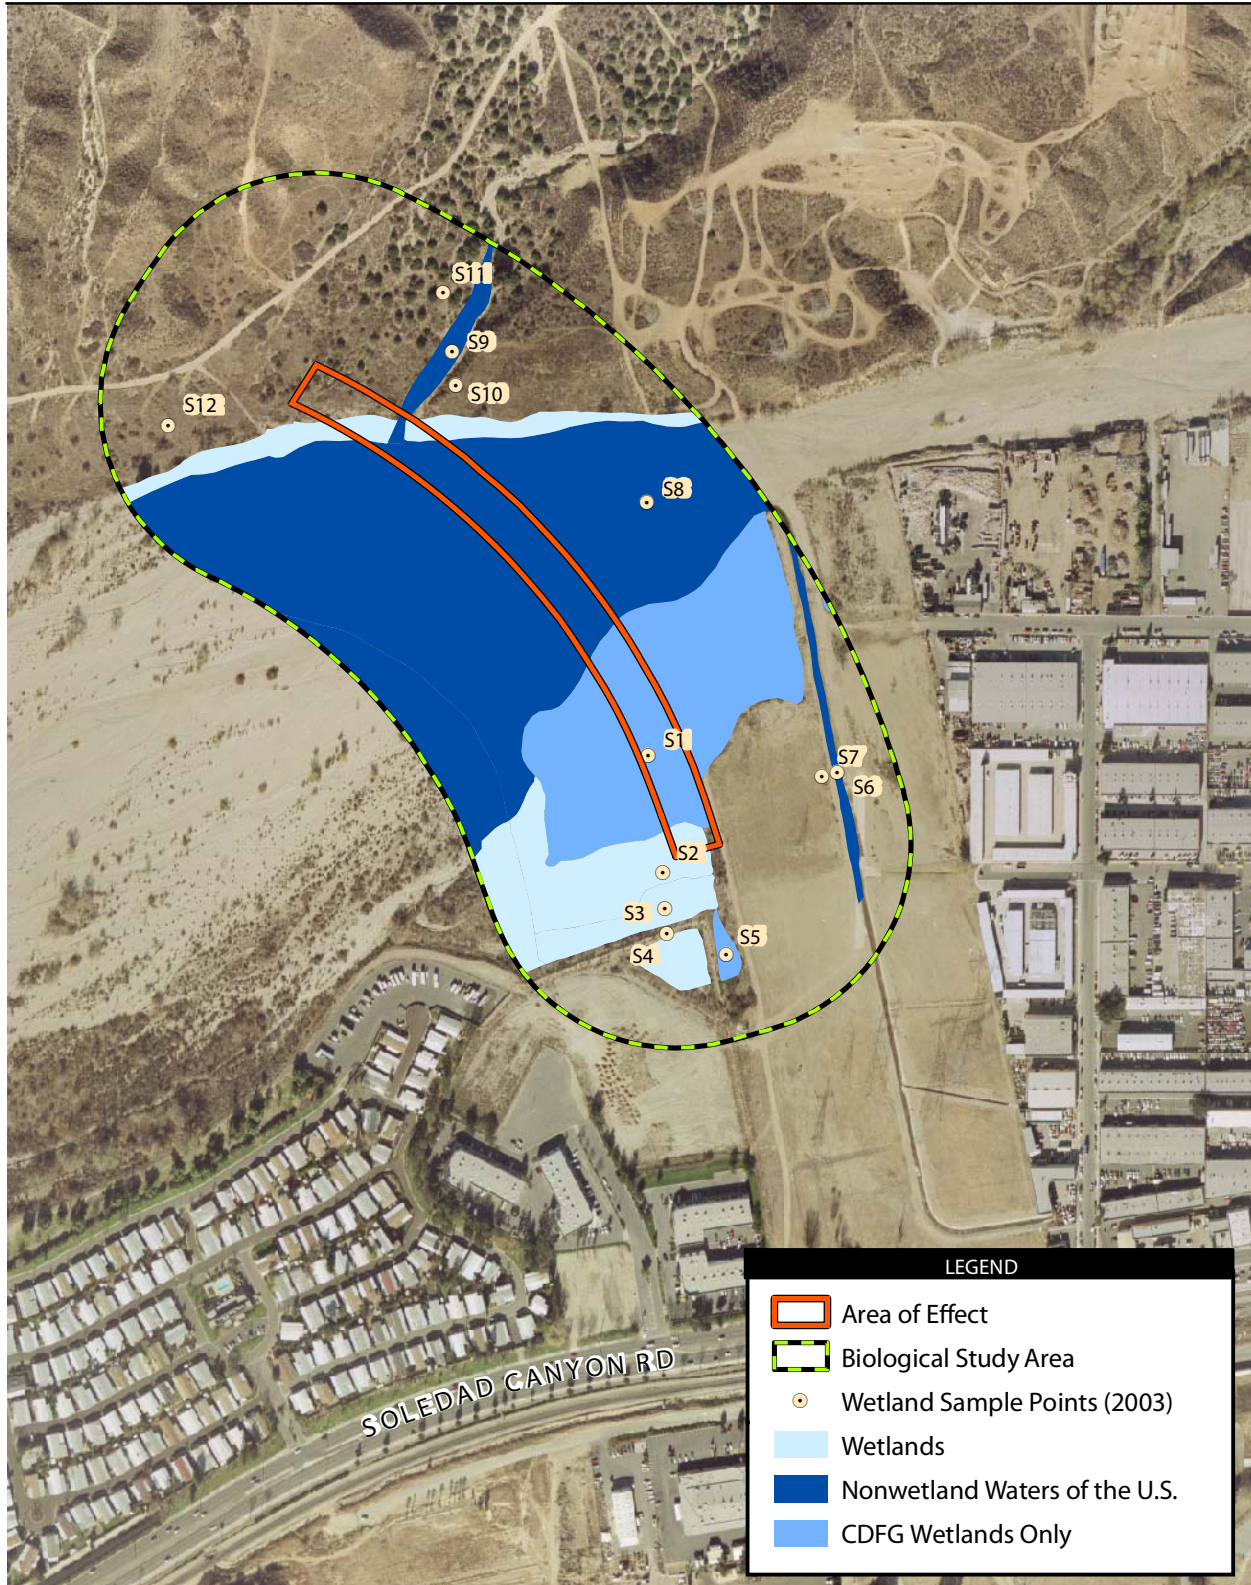 S11
S9
S10
S12
S8
S1
S7
S6
S2
S3
S4
S5
SOLEDAD CANYON RD
LEGEND
Area of Effect
Biological Study Area
Wetland Sample Points (2003)
Wetlands
Nonwetland Waters of the U.S.
CDFG Wetlands Only